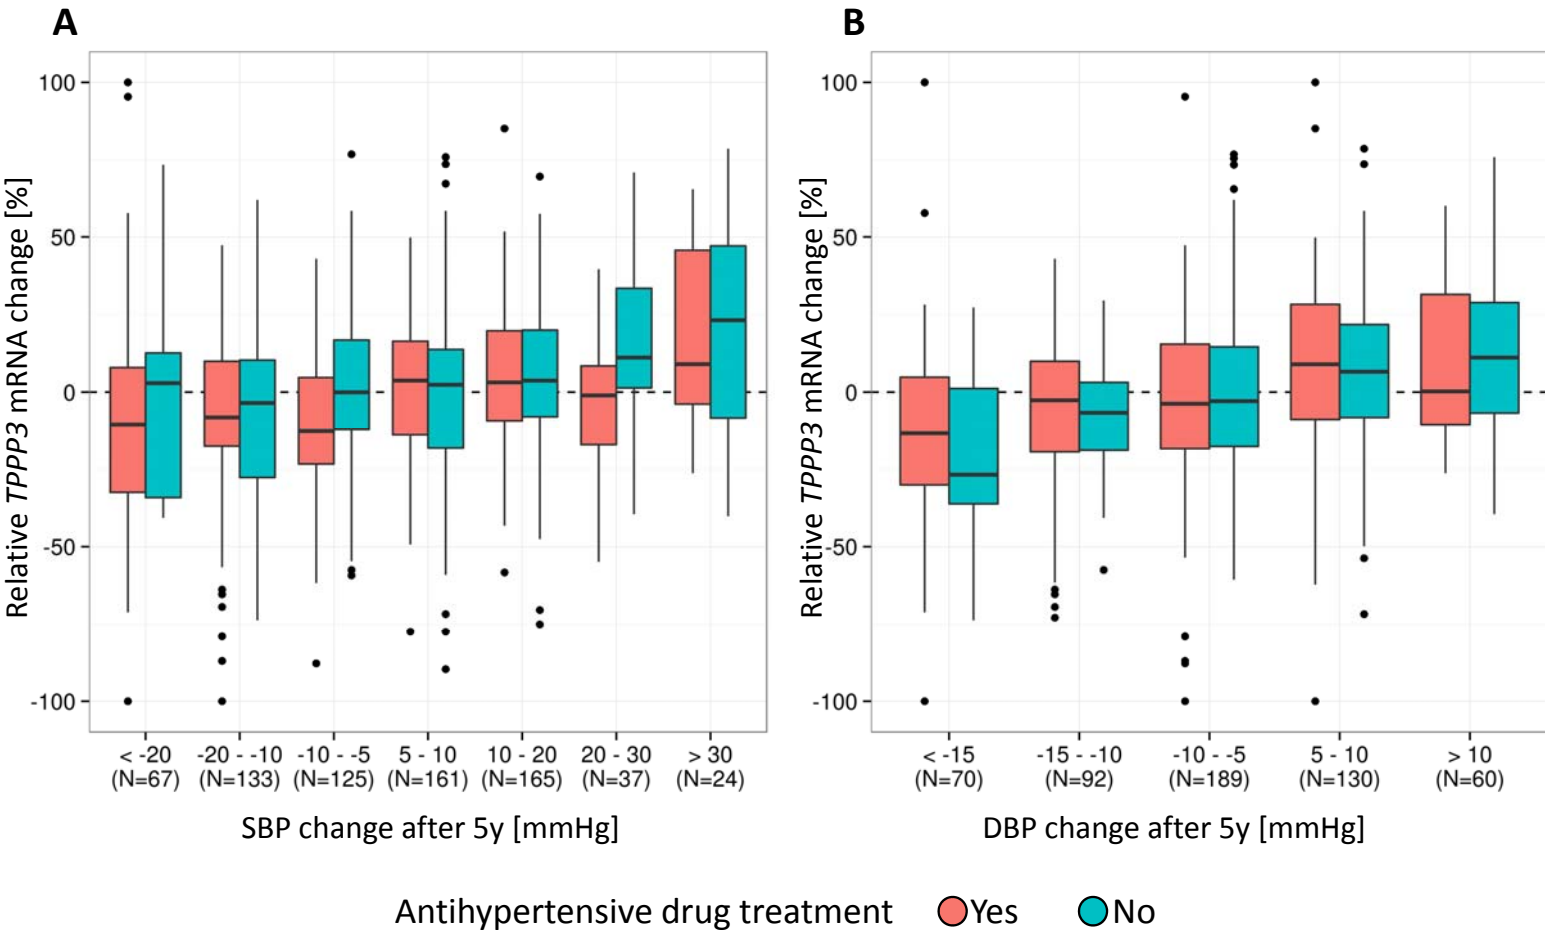 A
B
Relative TPPP3 mRNA change [%]
100
50
0
-50
-100
< -20 -20 - -10 -10 - -5 5 - 10 10 - 20 20 - 30 > 30
(N=67) (N=133) (N=125) (N=161) (N=165) (N=37) (N=24)
SBP change after 5y [mmHg]
Relative TPPP3 mRNA change [%]
100
50
0
-50
-100
< -15 -15 - -10 -10 - -5 5 - 10 > 10
(N=70) (N=92) (N=189) (N=130) (N=60)
DBP change after 5y [mmHg]
Antihypertensive drug treatment Yes No